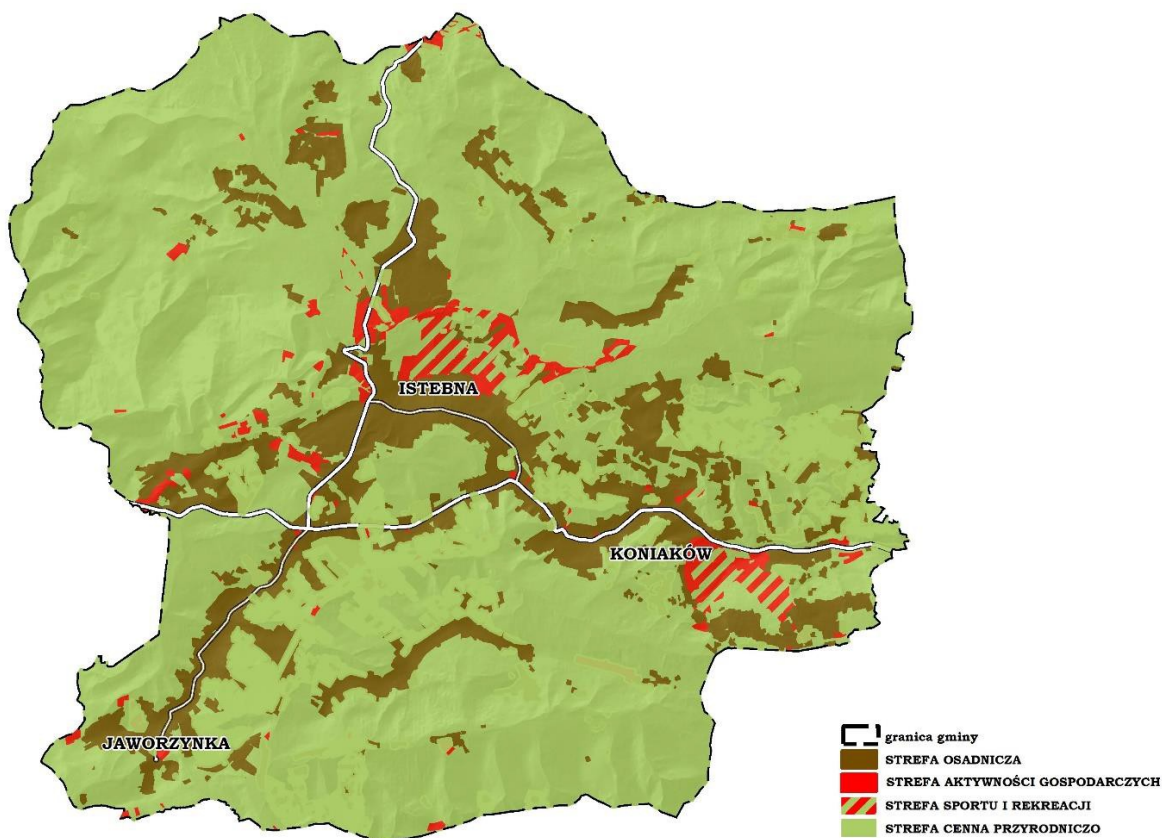 ISTEBNA
KONIAKÓW
JAWORZYNKA
granica gminy
STREFA OSADNICZA
STREFA AKTYWNOŚCI GOSPODARCZYCH
STREFA SPORTU I REKREACJI
STREFA CENNA PRZYRODNICZO